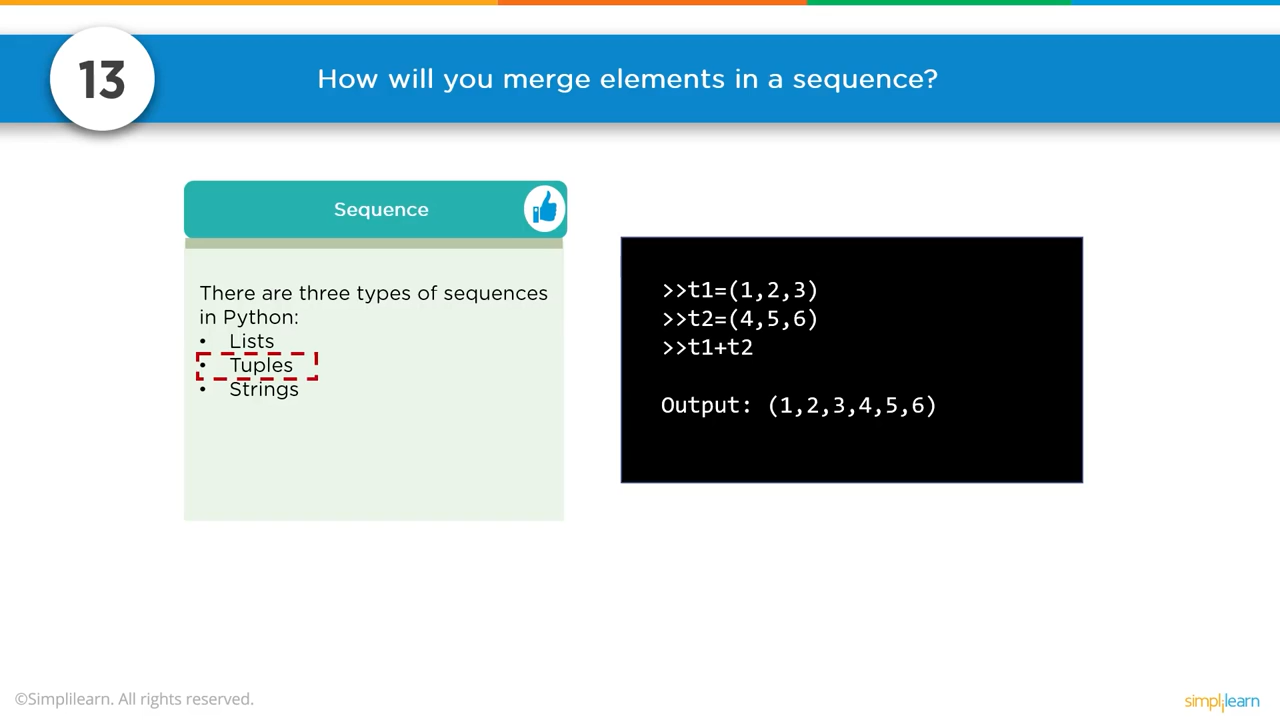 13
How will you merge elements in a sequence?
Sequence
There are three types of sequences
in Python:
• Lists
• Tuples
• Strings
>>t1=(1,2,3)
>>t2=(4,5,6)
>>t1+t2
Output: (1,2,3,4,5,6)
©Simplilearn. All rights reserved.
simplilearn